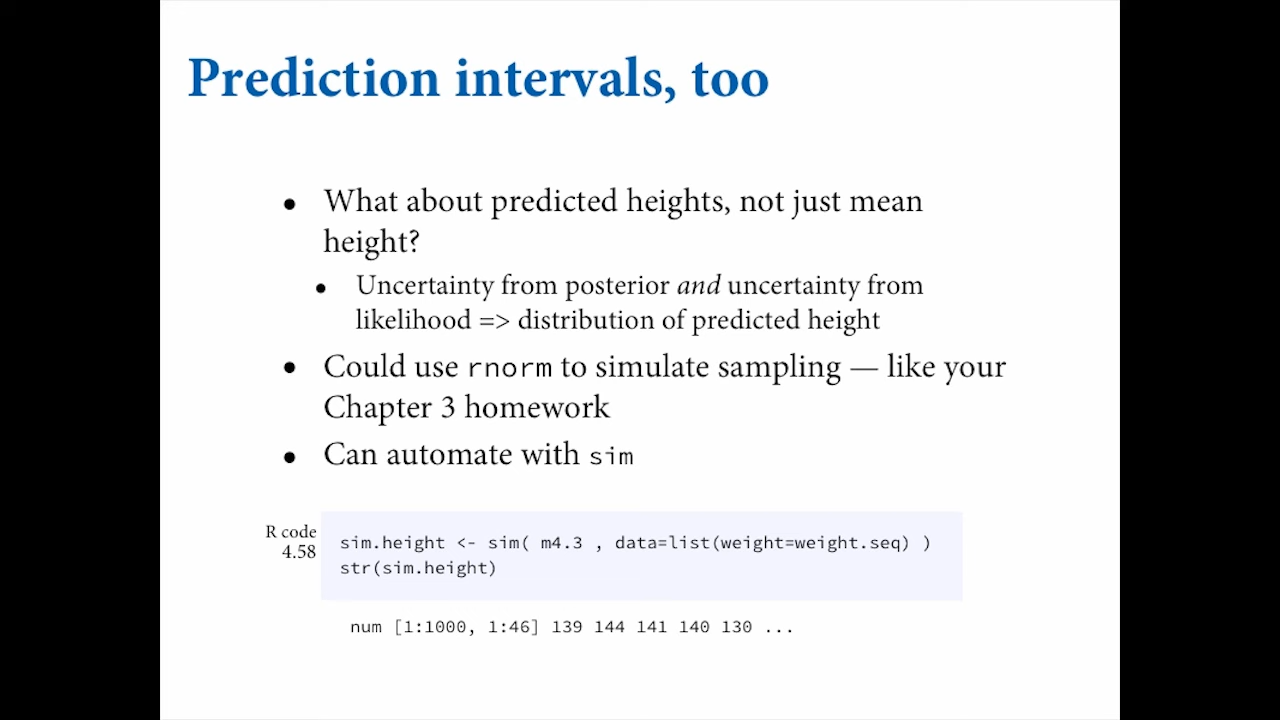 Prediction intervals, too
• What about predicted heights, not just mean
height?
• Uncertainty from posterior and uncertainty from
likelihood => distribution of predicted height
• Could use rnorm to simulate sampling — like your
Chapter 3 homework
• Can automate with sim
R code
4.58
sim.height <- sim( m4.3 , data=list(weight=weight.seq) )
str(sim.height)
num [1:1000, 1:46] 139 144 141 140 130 ...